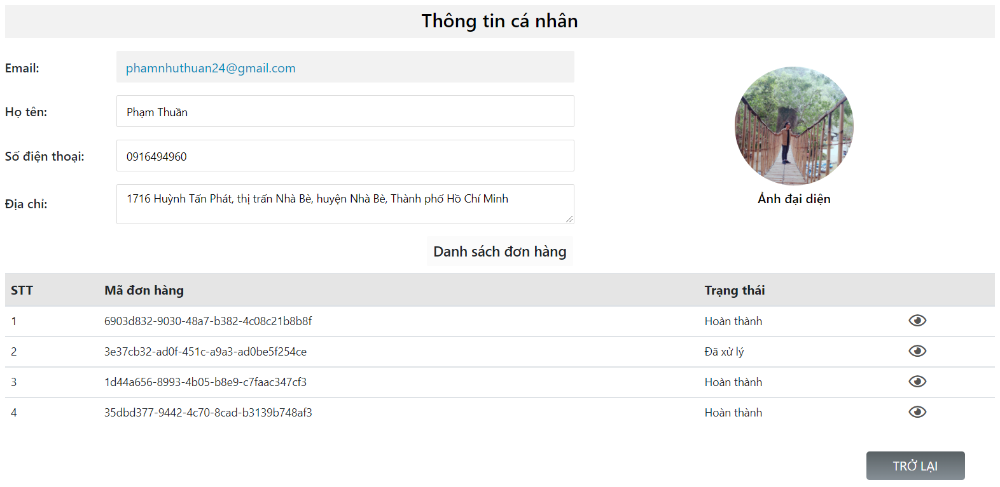 Thông tin cá nhân
Email: phamnhuthuan24@gmail.com
Họ tên: Phạm Thuần
Số điện thoại: 0916494960
Địa chỉ: 1716 Huỳnh Tấn Phát, thị trấn Nhà Bè, huyện Nhà Bè, Thành phố Hồ Chí Minh
Ảnh đại diện
Danh sách đơn hàng
STT Mã đơn hàng Trạng thái
1 6903d832-9030-48a7-b382-4c08c21b8b8f Hoàn thành
2 3e37cb32-ad0f-451c-a9a3-ad0be5f254ce Đã xử lý
3 1d44a656-8993-4b05-b8e9-c7faac347cf3 Hoàn thành
4 35dbd377-9442-4c70-8cad-b3139b748af3 Hoàn thành
TRỞ LẠI